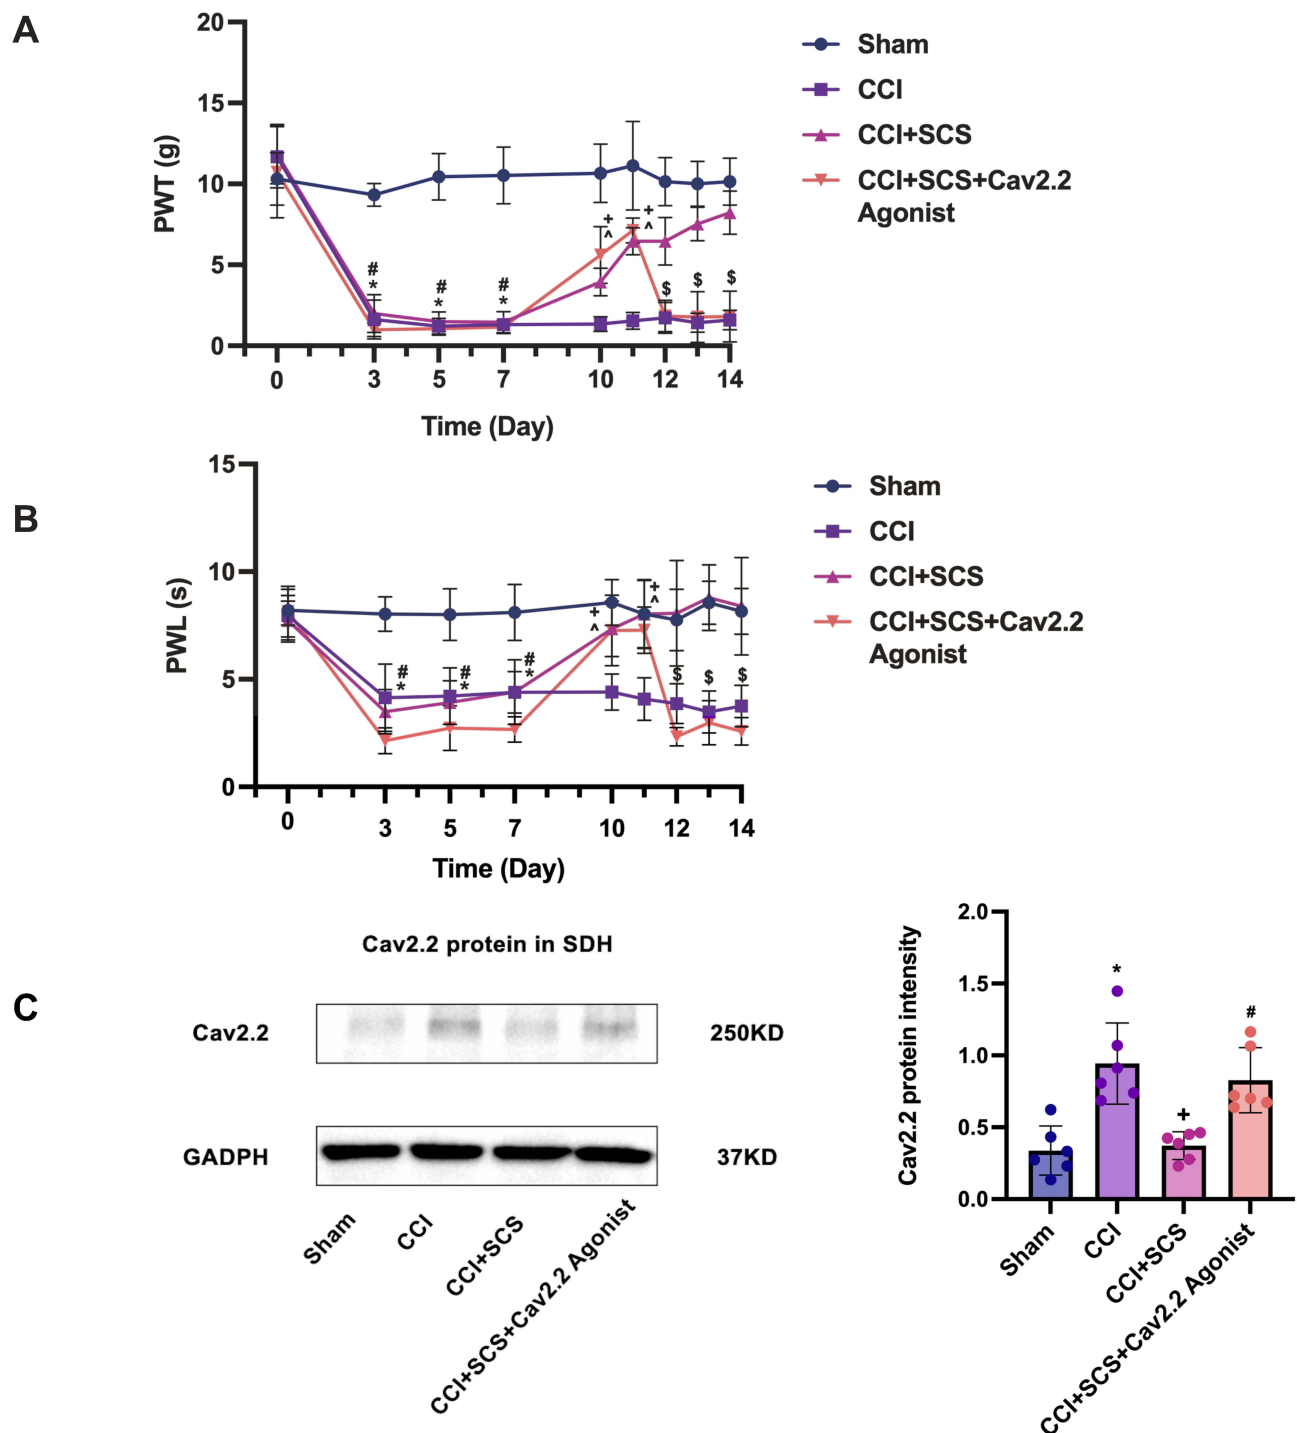 A
20
15
10
5
0
PWT (g)
# * # * # *
+ ^ + ^
$ $ $
0 3 5 7 10 12 14
Time (Day)
Sham
CCI
CCI+SCS
CCI+SCS+Cav2.2
Agonist
B
15
10
5
0
PWL (s)
# * # * # *
+ ^ + ^
$ $ $
0 3 5 7 10 12 14
Time (Day)
Sham
CCI
CCI+SCS
CCI+SCS+Cav2.2
Agonist
C
Cav2.2 protein in SDH
Cav2.2 250KD
GADPH 37KD
Sham
CCI
CCI+SCS
CCI+SCS+Cav2.2 Agonist
2.0
1.5
1.0
0.5
0.0
Cav2.2 protein intensity
* + #
Sham
CCI
CCI+SCS
CCI+SCS+Cav2.2 Agonist